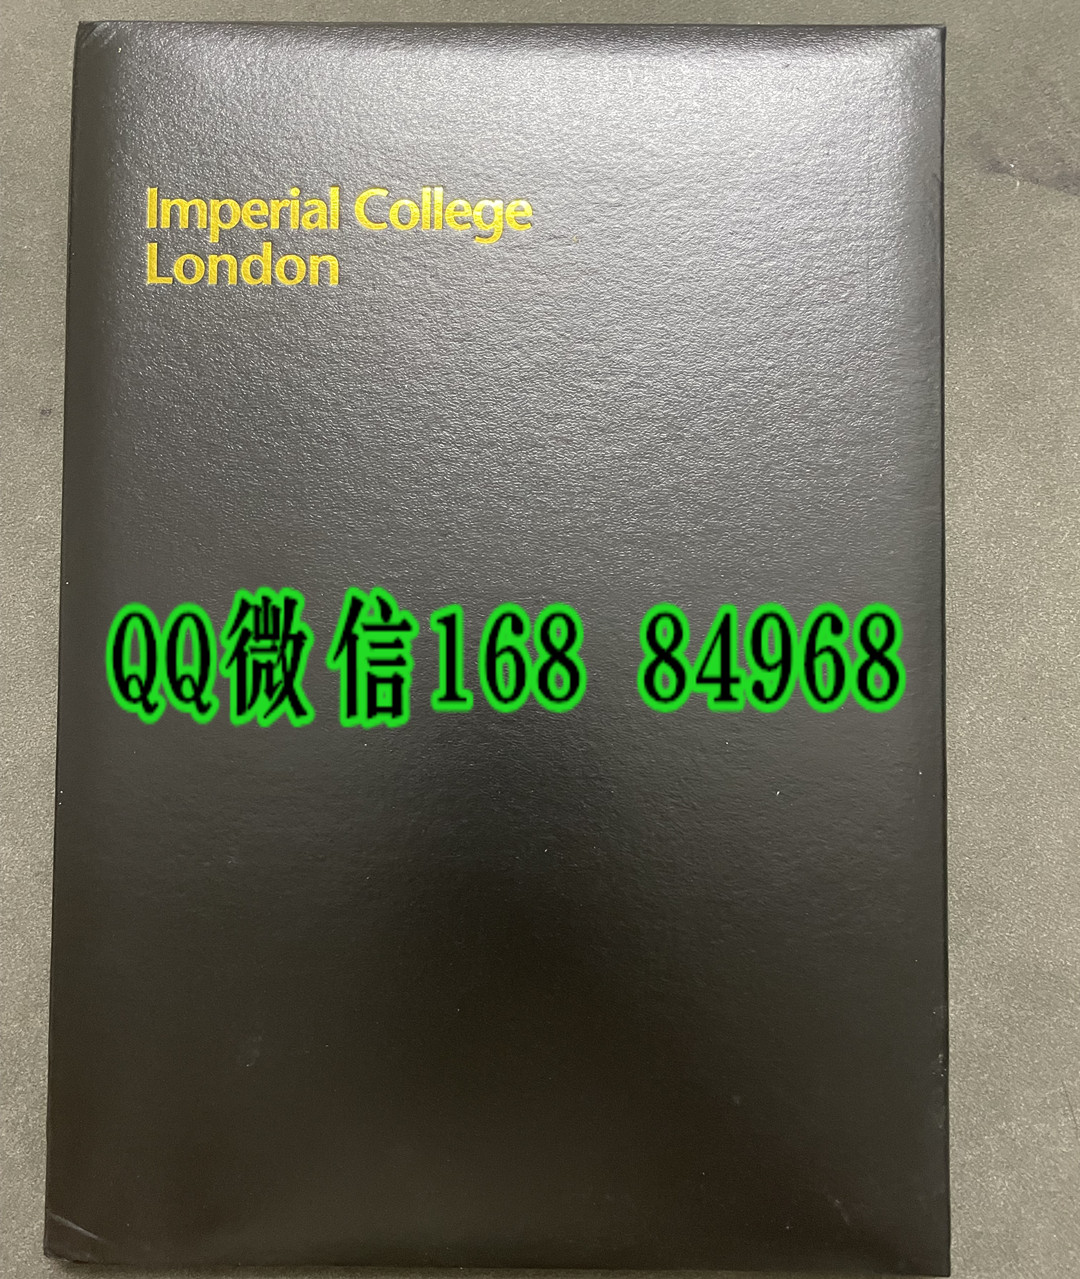 Imperial College
London
QQ微信168 84968